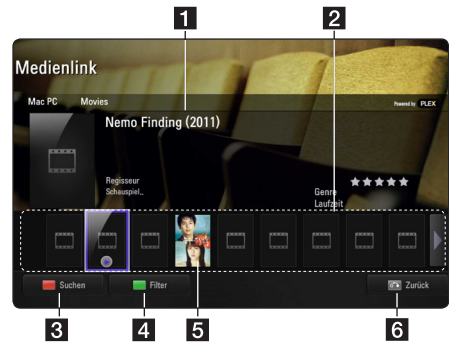 1 2
Medienlink
Mac PC Movies Powered by PLEX
Nemo Finding (2011)
Regisseur
Schauspiel..
Genre
Laufzeit
Suchen Filter Zurück
3 4 5 6